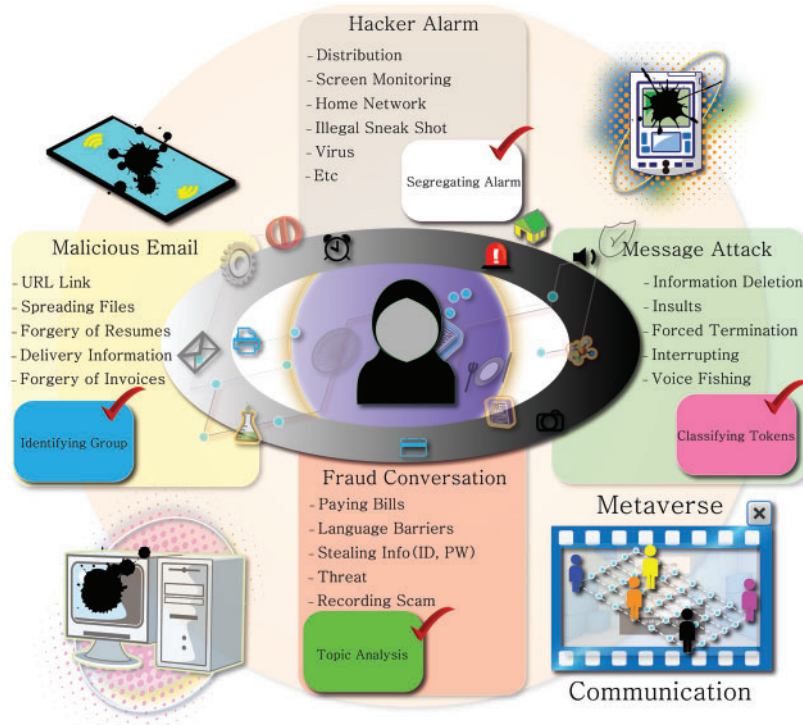 Hacker Alarm
- Distribution
- Screen Monitoring
- Home Network
- Illegal Sneak Shot
- Virus
- Etc
Segregating Alarm
Malicious Email
- URL Link
- Spreading Files
- Forgery of Resumes
- Delivery Information
- Forgery of Invoices
Identifying Group
Message Attack
- Information Deletion
- Insults
- Forced Termination
- Interrupting
- Voice Fishing
Classifying Tokens
Fraud Conversation
- Paying Bills
- Language Barriers
- Stealing Info(ID, PW)
- Threat
- Recording Scam
Topic Analysis
Metaverse
Communication